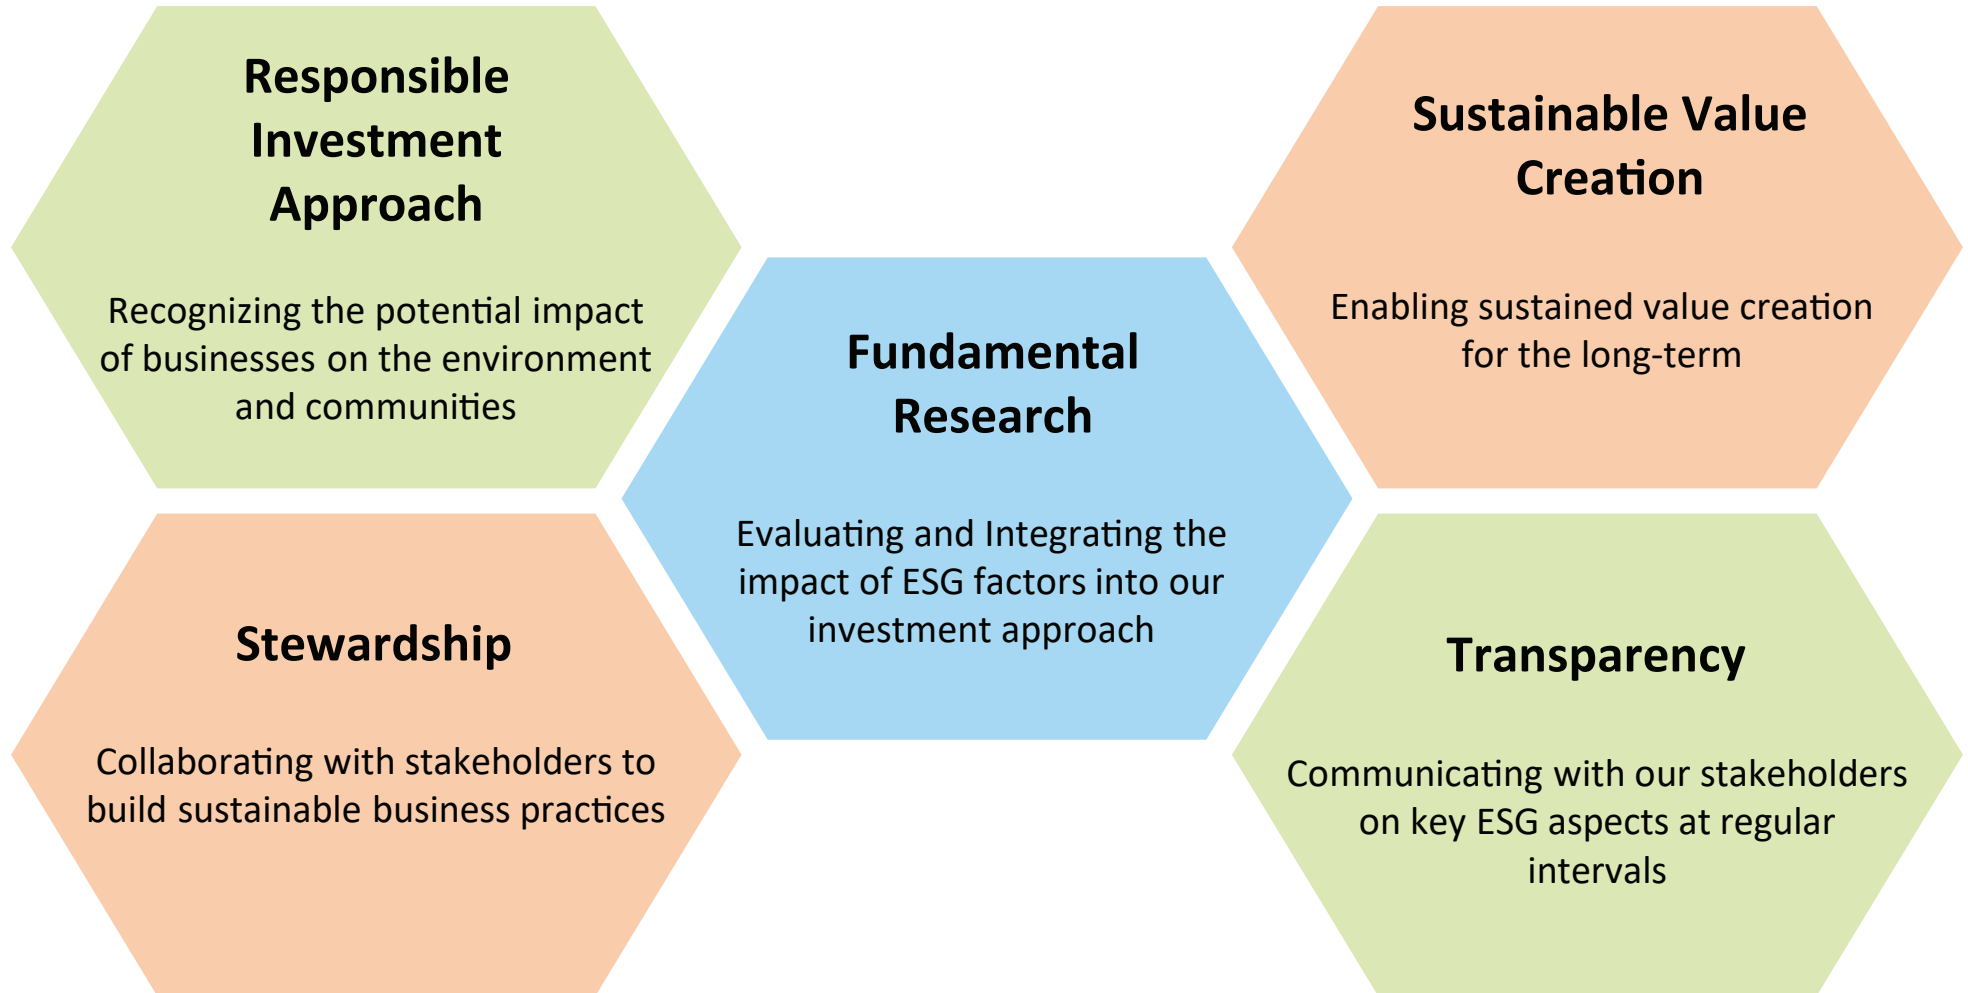 Responsible
Investment
Approach
Recognizing the potential impact
of businesses on the environment
and communities
Stewardship
Collaborating with stakeholders to
build sustainable business practices
Fundamental
Research
Evaluating and Integrating the
impact of ESG factors into our
investment approach
Sustainable Value
Creation
Enabling sustained value creation
for the long-term
Transparency
Communicating with our stakeholders
on key ESG aspects at regular
intervals